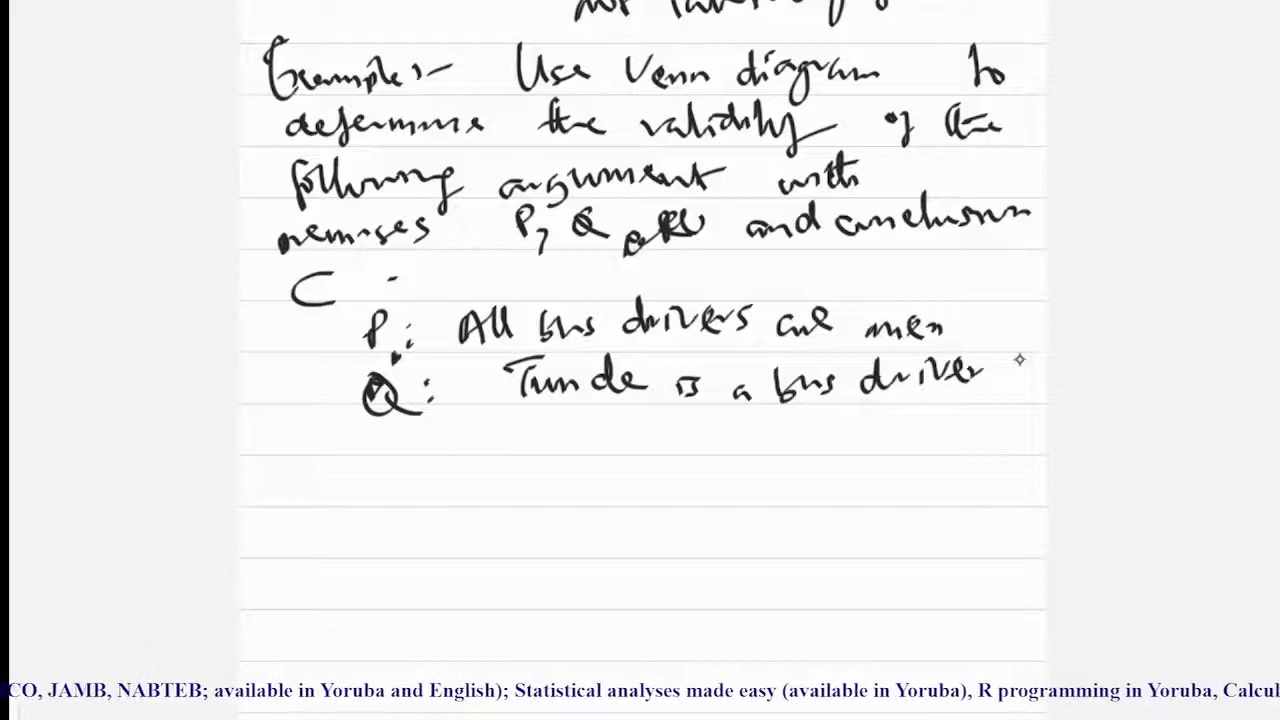 Example:- Use Venn diagram to
determine the validity of the
following argument with
premises P, Q and conclusion
C :
P: All bus drivers are men
Q: Tunde is a bus driver
CO, JAMB, NABTEB; available in Yoruba and English); Statistical analyses made easy (available in Yoruba), R programming in Yoruba, Calcul